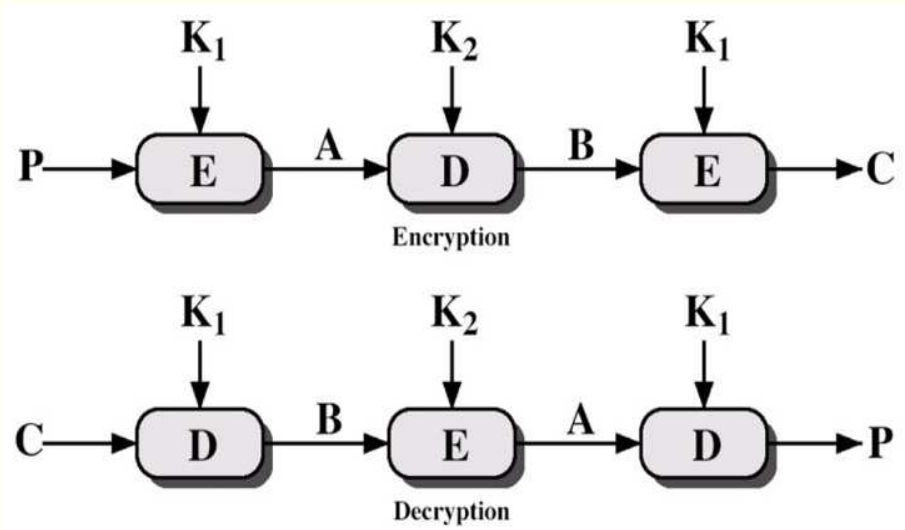 K₁ K₂ K₁
P E A D B E C
Encryption
K₁ K₂ K₁
C D B E A D P
Decryption